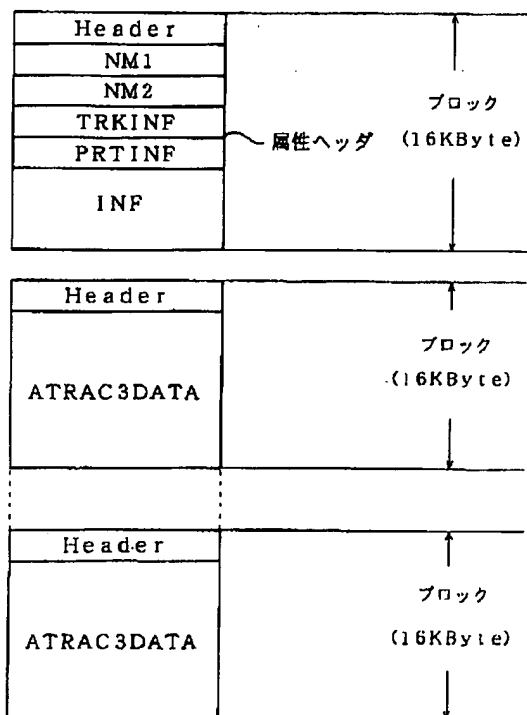 Header
NM1
NM2
TRKINF
PRTINF
INF
属性ヘッダ
ブロック
(16KByte)
Header
ATRAC3DATA
ブロック
(16KByte)
Header
ATRAC3DATA
ブロック
(16KByte)